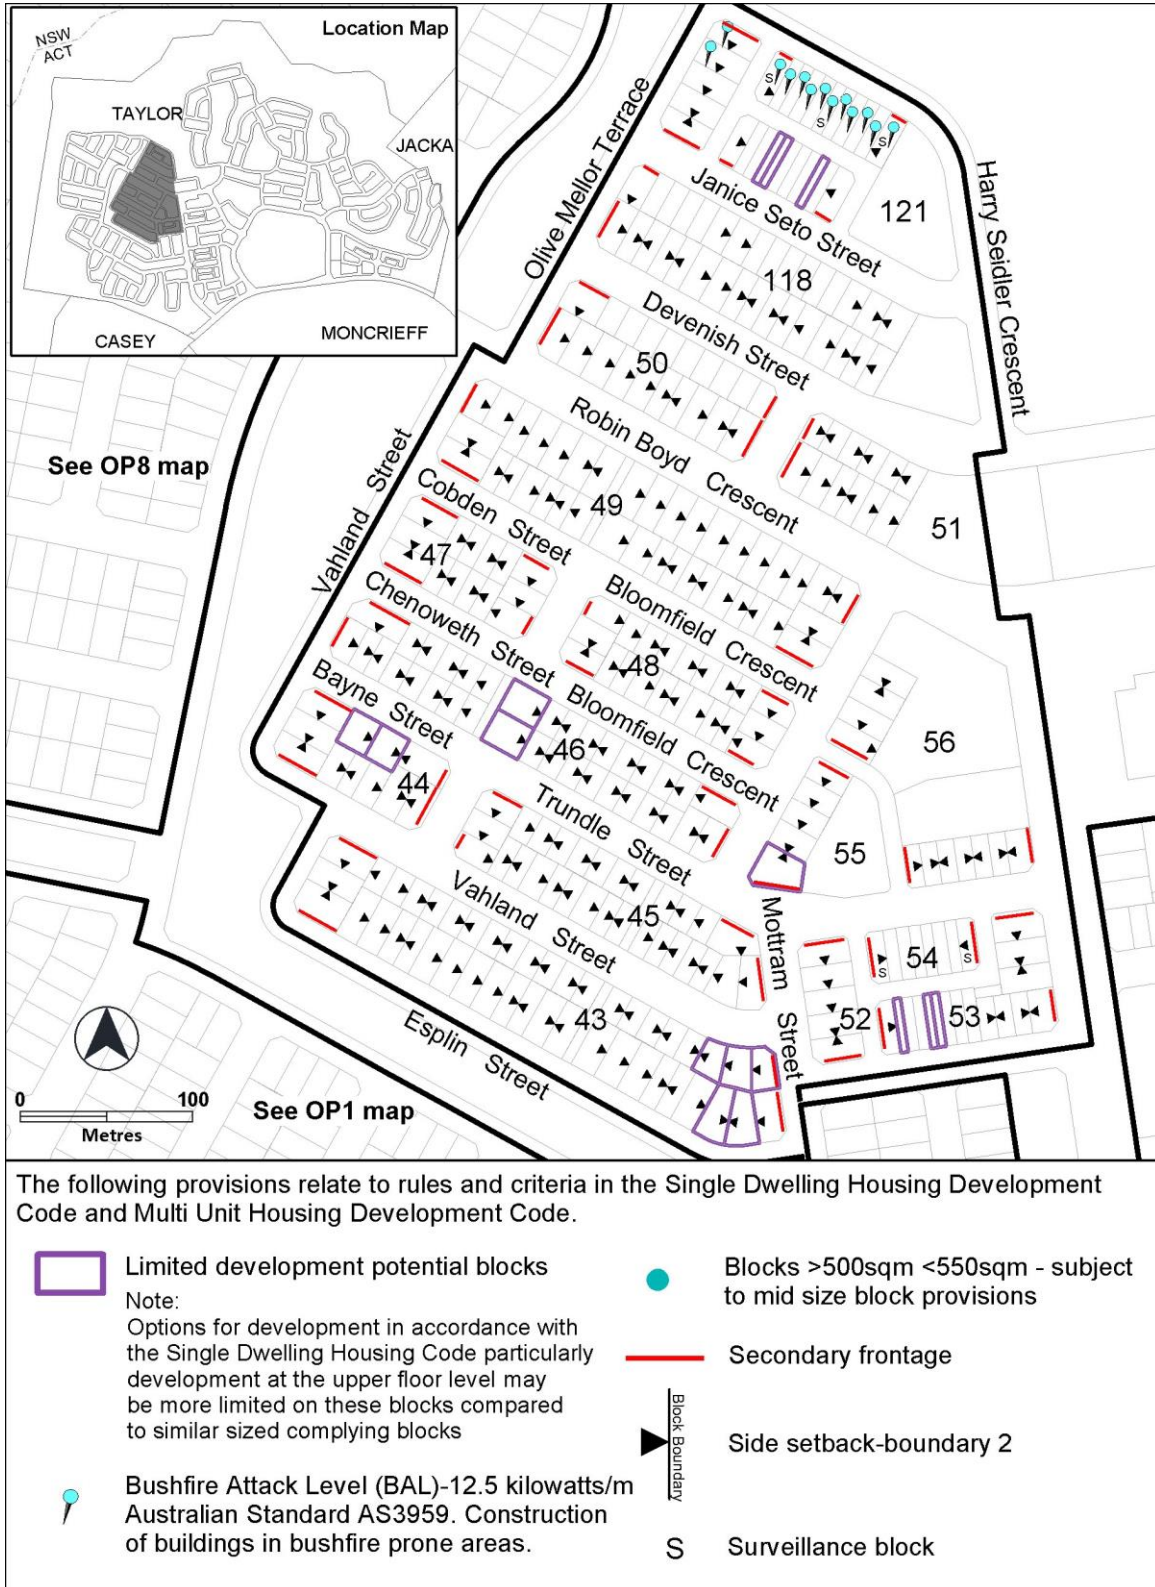 Location Map
NSW
ACT
TAYLOR
JACKA
CASEY
MONCRIEFF
Olive Mellor Terrace
Harry Seidler Crescent
S
S
S
121
Janice Seto Street
118
Devenish Street
50
Robin Boyd Crescent
51
See OP8 map
Vahland Street
49
Cobden Street
47
Bloomfield Crescent
48
Chenoweth Street
Bloomfield Crescent
46
56
Bayne Street
44
Trundle Street
55
45
Mottram Street
Vahland Street
54
S
S
52
53
43
Esplin Street
0 100
Metres
See OP1 map
The following provisions relate to rules and criteria in the Single Dwelling Housing Development
Code and Multi Unit Housing Development Code.
Limited development potential blocks
Note:
Options for development in accordance with
the Single Dwelling Housing Code particularly
development at the upper floor level may
be more limited on these blocks compared
to similar sized complying blocks
Bushfire Attack Level (BAL)-12.5 kilowatts/m
Australian Standard AS3959. Construction
of buildings in bushfire prone areas.
Blocks >500sqm <550sqm - subject
to mid size block provisions
Secondary frontage
Block Boundary
Side setback-boundary 2
S Surveillance block